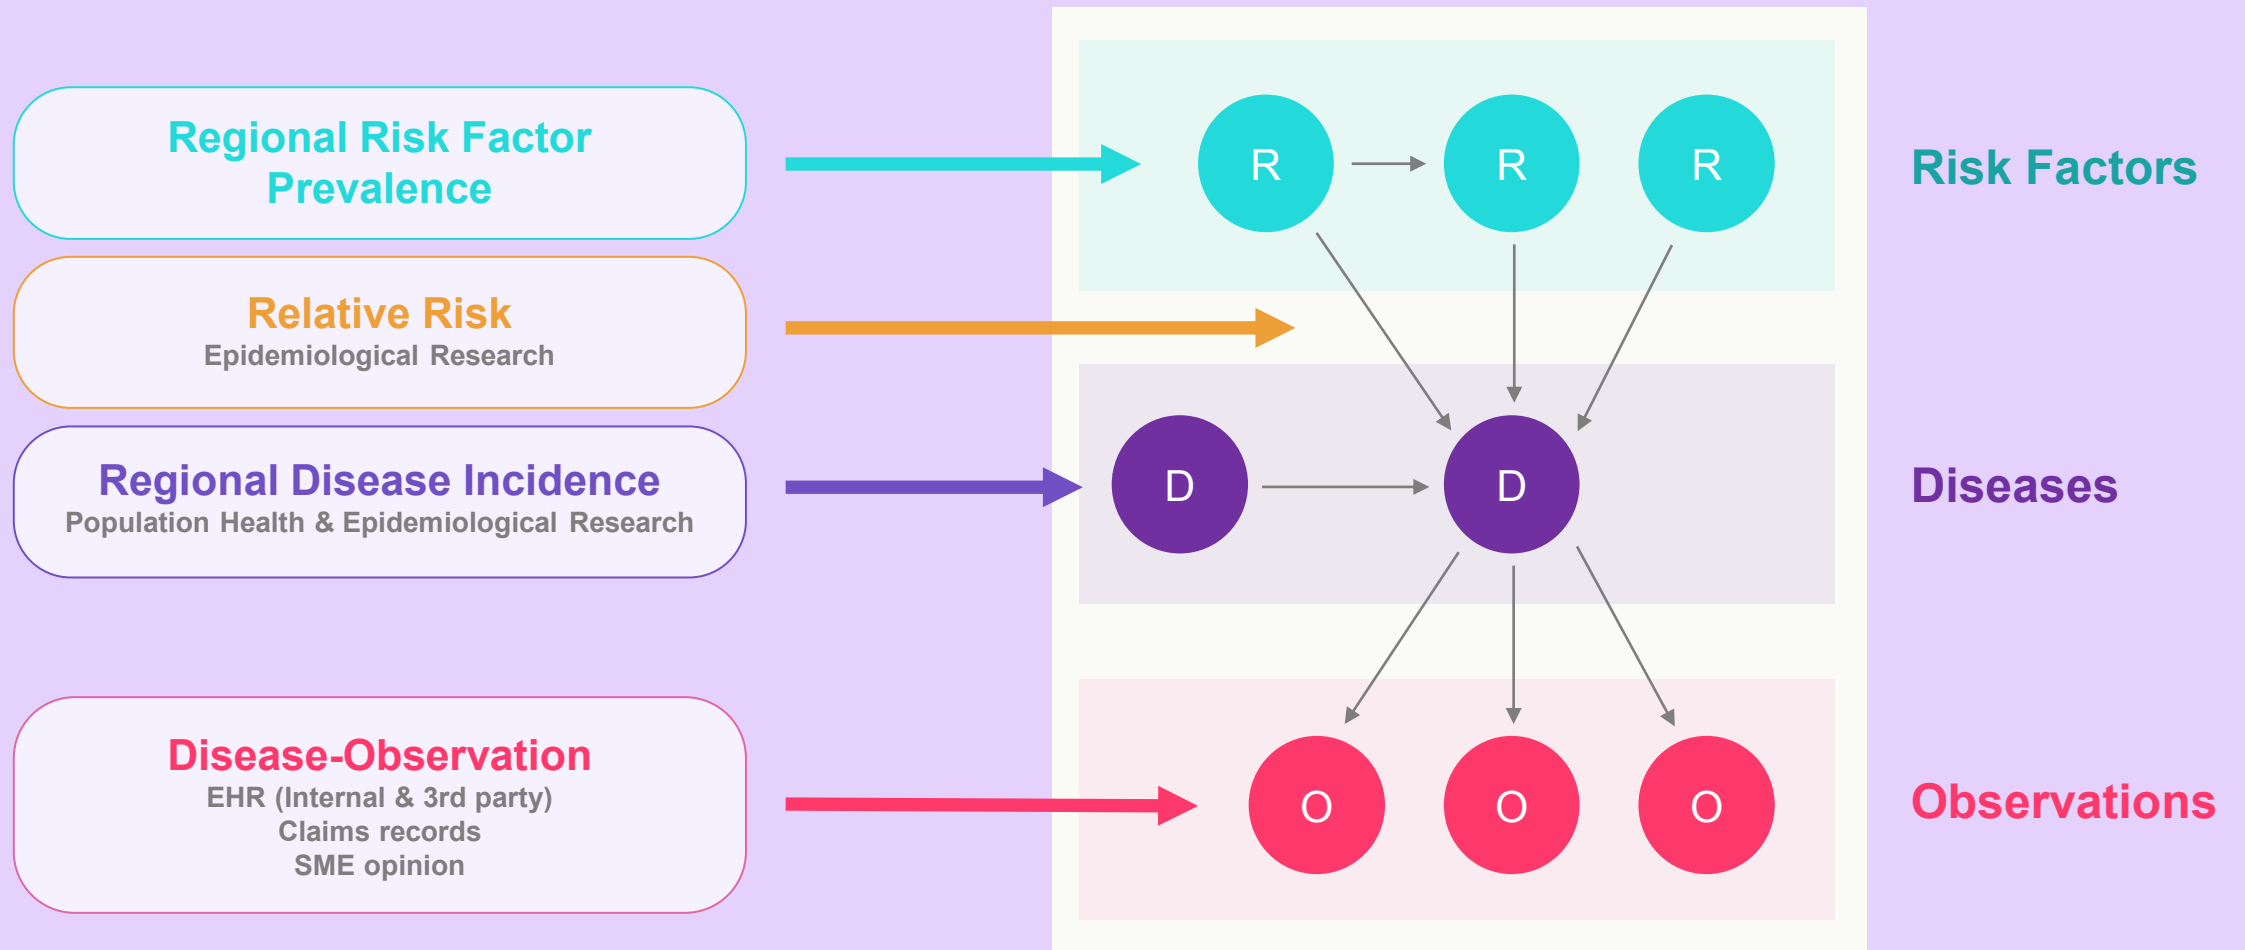 Regional Risk Factor
Prevalence
Relative Risk
Epidemiological Research
Regional Disease Incidence
Population Health & Epidemiological Research
Disease-Observation
EHR (Internal & 3rd party)
Claims records
SME opinion
R
R
R
D
D
O
O
O
Risk Factors
Diseases
Observations